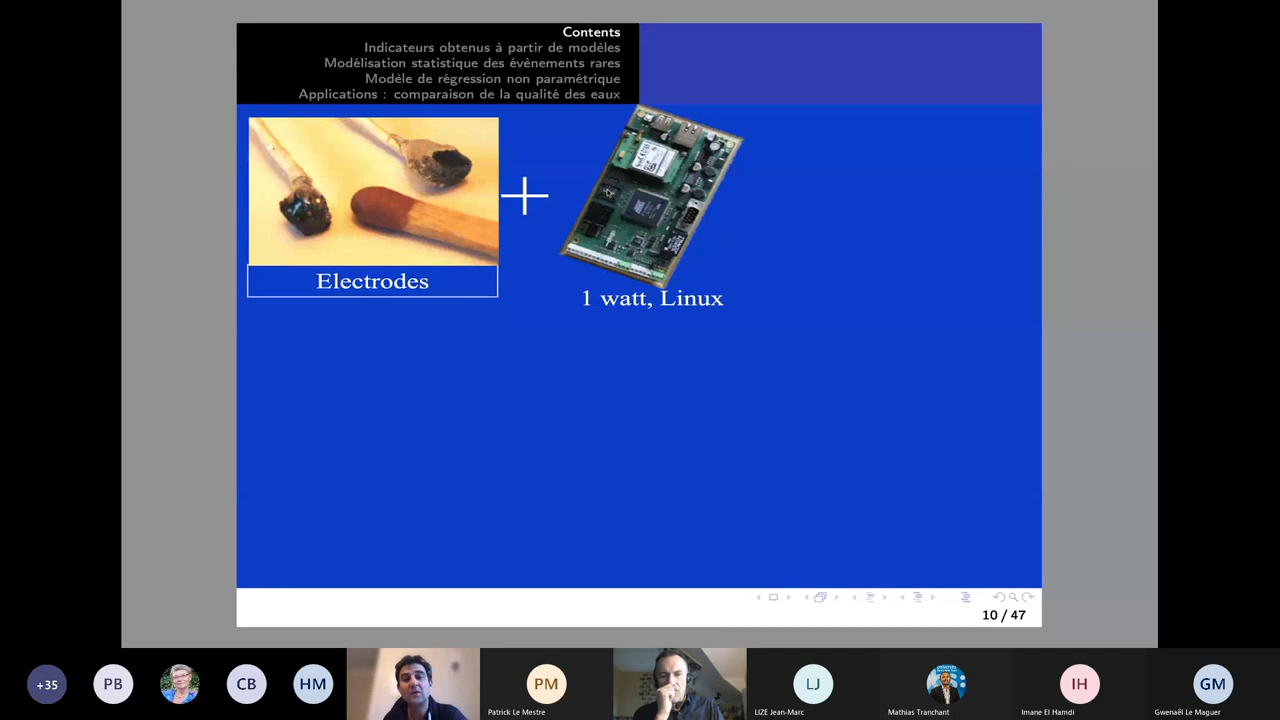 Contents
Indicateurs obtenus à partir de modèles
Modélisation statistique des évènements rares
Modèle de régression non paramétrique
Applications : comparaison de la qualité des eaux
Electrodes
1 watt, Linux
10 / 47
+35
PB
CB
HM
PM
LJ
IH
GM
Patrick Le Mestre
LIZE Jean-Marc
Mathias Tranchant
Imane El Hamdi
Gwenaël Le Maguer